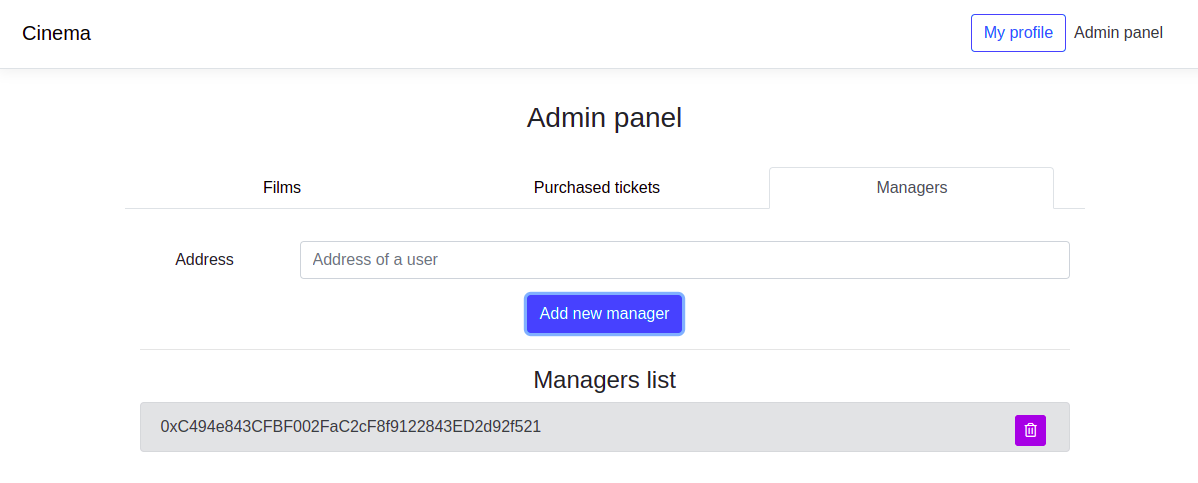 Cinema
My profile Admin panel
Admin panel
Films Purchased tickets Managers
Address Address of a user
Add new manager
Managers list
0xC494e843CFBF002FaC2cF8f9122843ED2d92f521